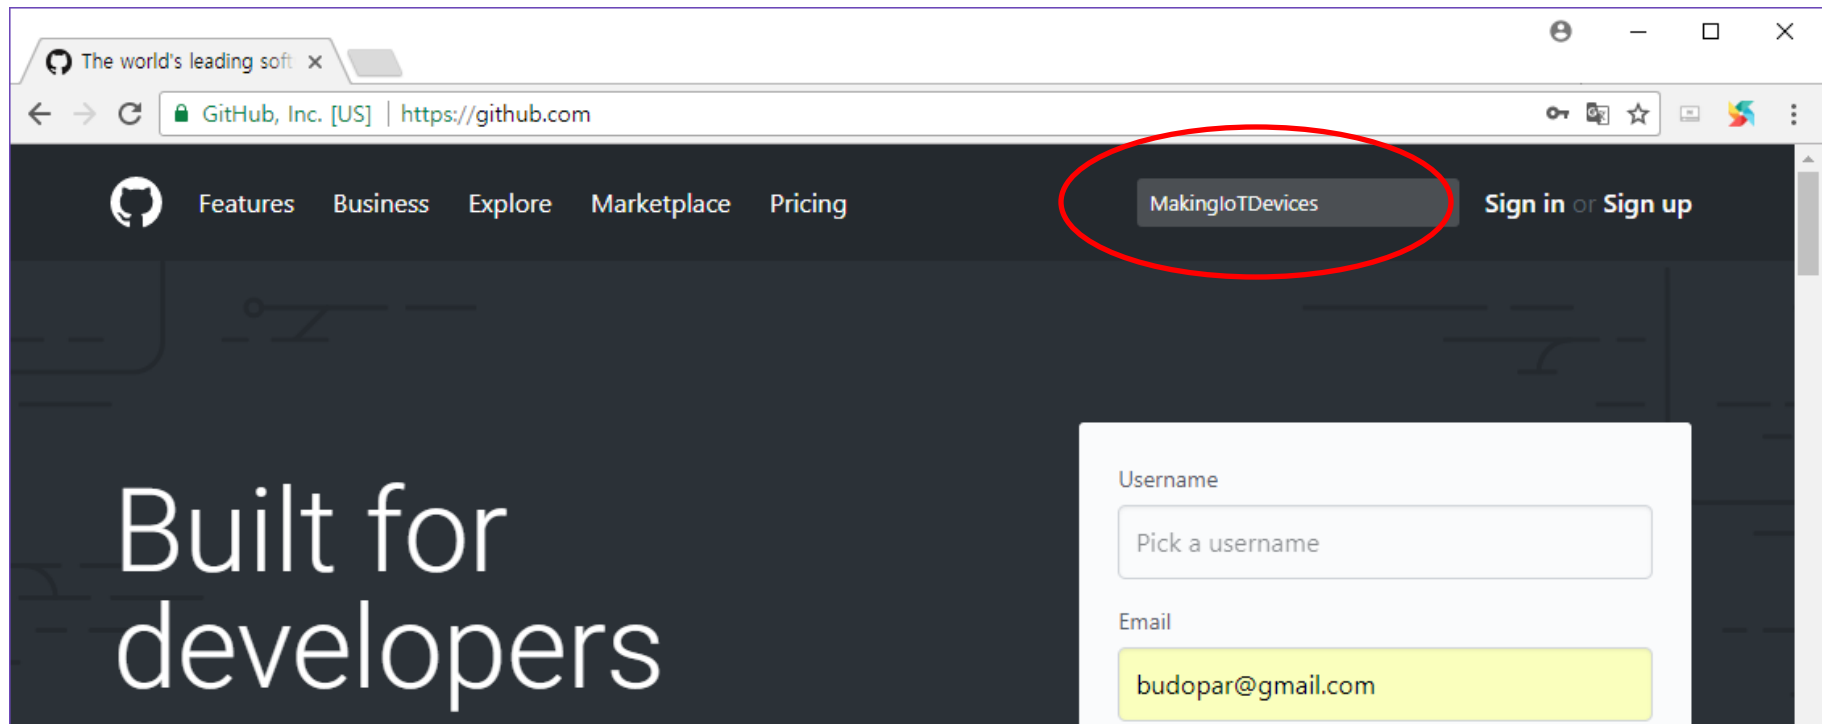 The world's leading soft
GitHub, Inc. [US] | https://github.com
Features Business Explore Marketplace Pricing MakingIoTDevices Sign in or Sign up
Built for
developers
Username
Pick a username
Email
budopar@gmail.com